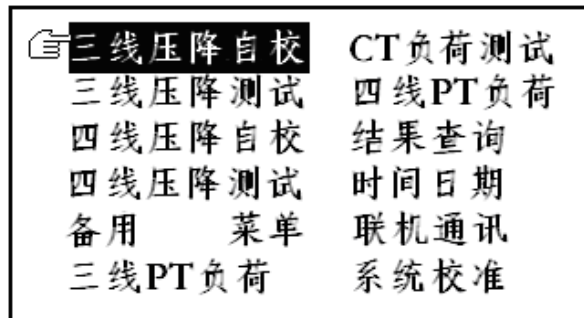 三线压降自校 CT负荷测试
三线压降测试 四线PT负荷
四线压降自校 结果查询
四线压降测试 时间日期
备用 菜单 联机通讯
三线PT负荷 系统校准